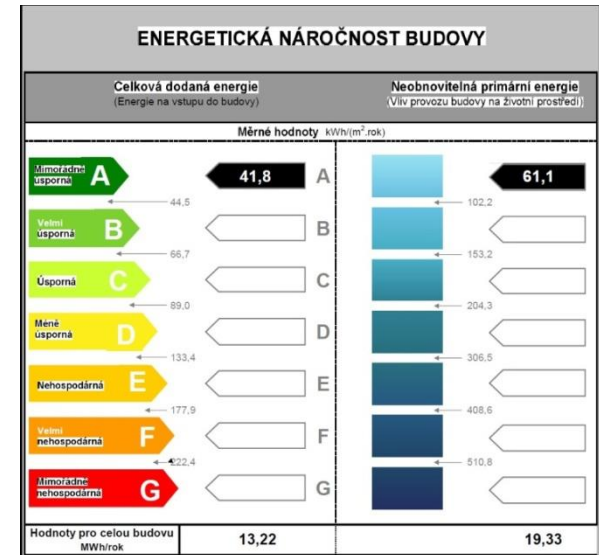 ENERGETICKÁ NÁROČNOST BUDOVY
Celková dodaná energie
(Energie na vstupu do budovy)
Neobnovitelná primární energie
(Vliv provozu budovy na životní prostředí)
Měrné hodnoty kWh/(m².rok)
Mimořádně
úsporná
A
41,8
A
61,1
44,5
102,2
Velmi
úsporná
B
B
66,7
153,2
Úsporná
C
C
89,0
204,3
Méně
úsporná
D
D
133,4
306,5
Nehospodárná
E
E
177,9
408,6
Velmi
nehospodárná
F
F
222,4
510,8
Mimořádně
nehospodárná
G
G
Hodnoty pro celou budovu
MWh/rok
13,22
19,33